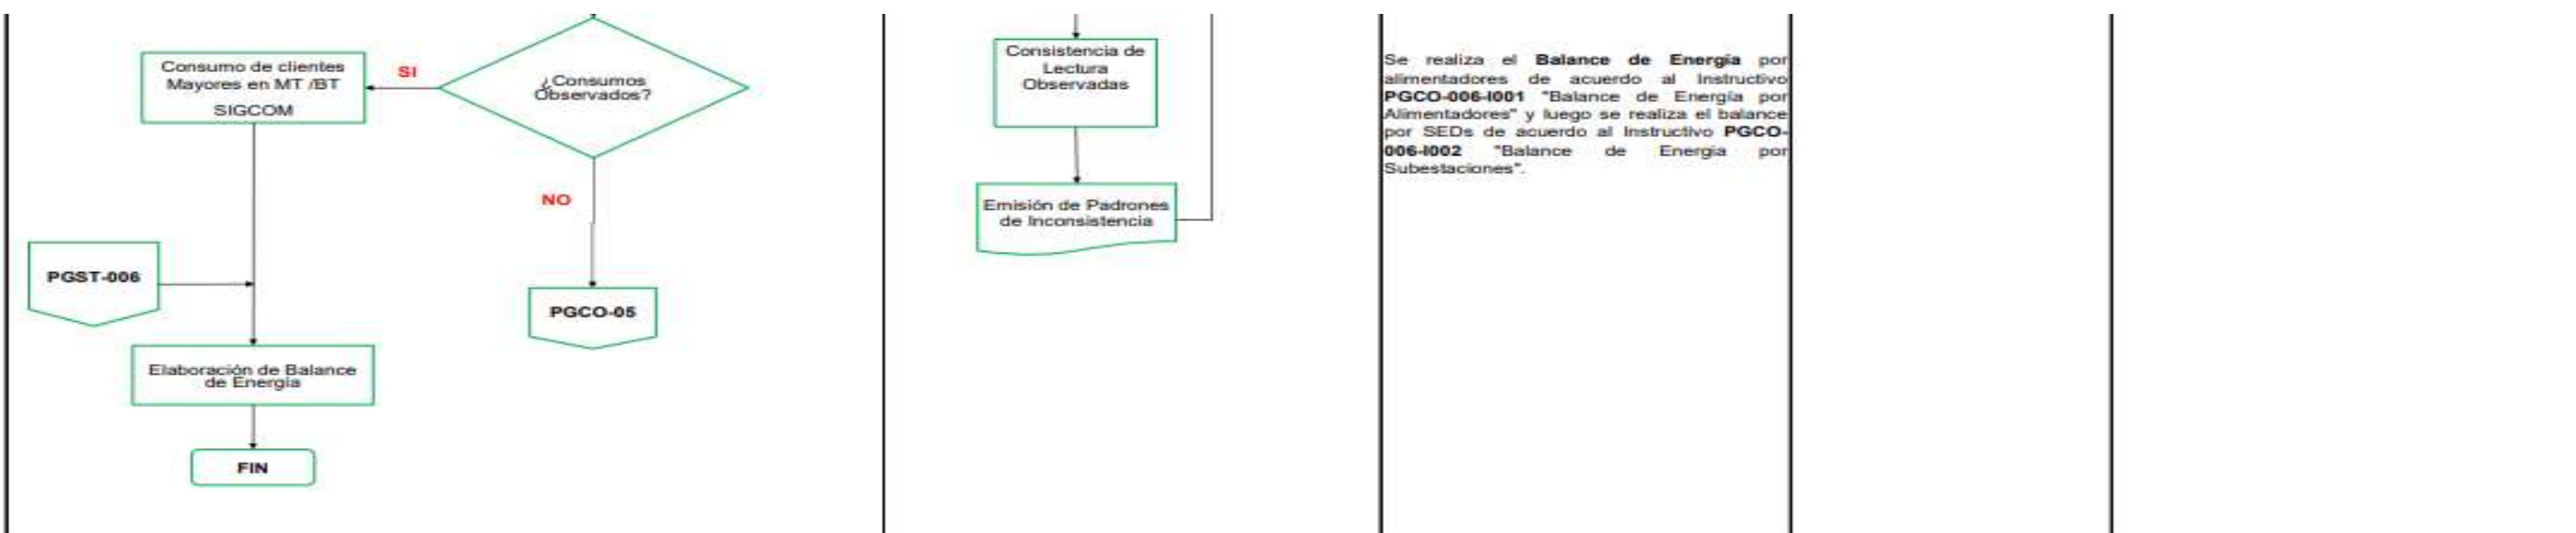 Consumo de clientes
Mayores en MT /BT
SIGCOM
SI
¿Consumos
Observados?
NO
PGST-006
PGCO-05
Elaboración de Balance
de Energía
FIN
Consistencia de
Lectura
Observadas
Emisión de Padrones
de Inconsistencia
Se realiza el Balance de Energía por
alimentadores de acuerdo al Instructivo
PGCO-006-I001 "Balance de Energía por
Alimentadores" y luego se realiza el balance
por SEDs de acuerdo al Instructivo PGCO-
006-I002 "Balance de Energía por
Subestaciones".